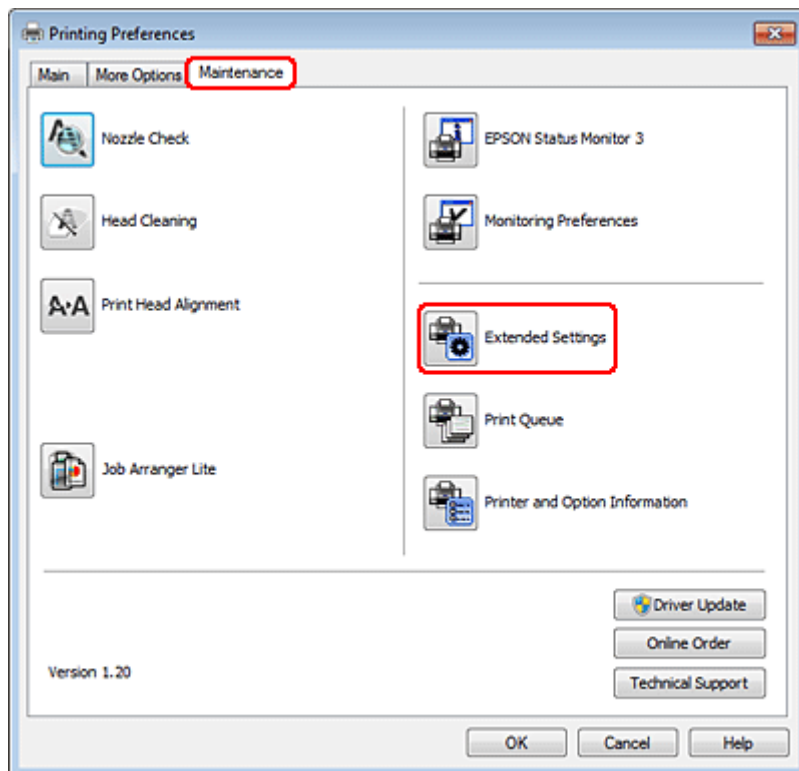 Printing Preferences
Main
More Options
Maintenance
Nozzle Check
Head Cleaning
A·A
Print Head Alignment
Job Arranger Lite
EPSON Status Monitor 3
Monitoring Preferences
Extended Settings
Print Queue
Printer and Option Information
Version 1.20
Driver Update
Online Order
Technical Support
OK
Cancel
Help